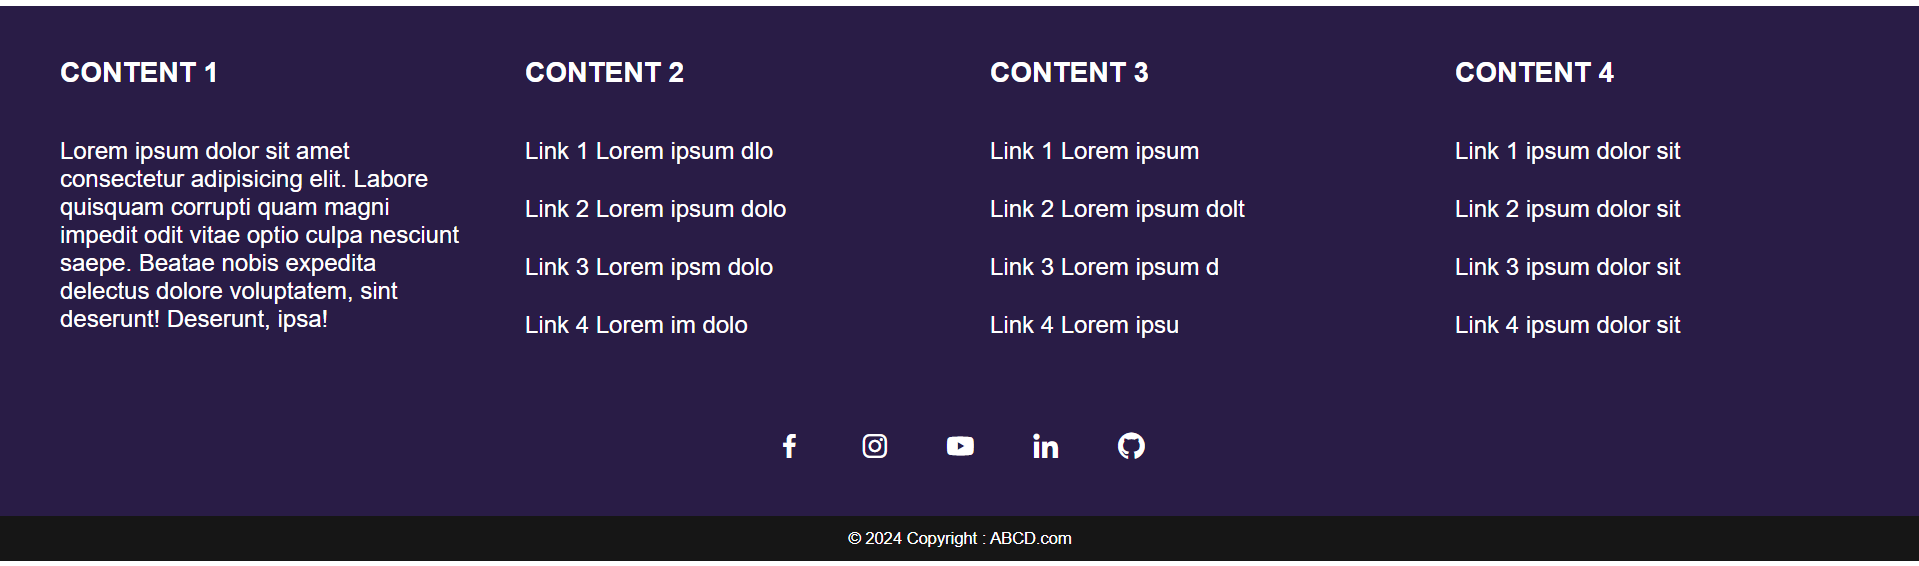 CONTENT 1
Lorem ipsum dolor sit amet
consectetur adipisicing elit. Labore
quisquam corrupti quam magni
impedit odit vitae optio culpa nesciunt
saepe. Beatae nobis expedita
delectus dolore voluptatem, sint
deserunt! Deserunt, ipsa!
CONTENT 2
Link 1 Lorem ipsum dlo
Link 2 Lorem ipsum dolo
Link 3 Lorem ipsm dolo
Link 4 Lorem im dolo
CONTENT 3
Link 1 Lorem ipsum
Link 2 Lorem ipsum dolt
Link 3 Lorem ipsum d
Link 4 Lorem ipsu
CONTENT 4
Link 1 ipsum dolor sit
Link 2 ipsum dolor sit
Link 3 ipsum dolor sit
Link 4 ipsum dolor sit
© 2024 Copyright : ABCD.com